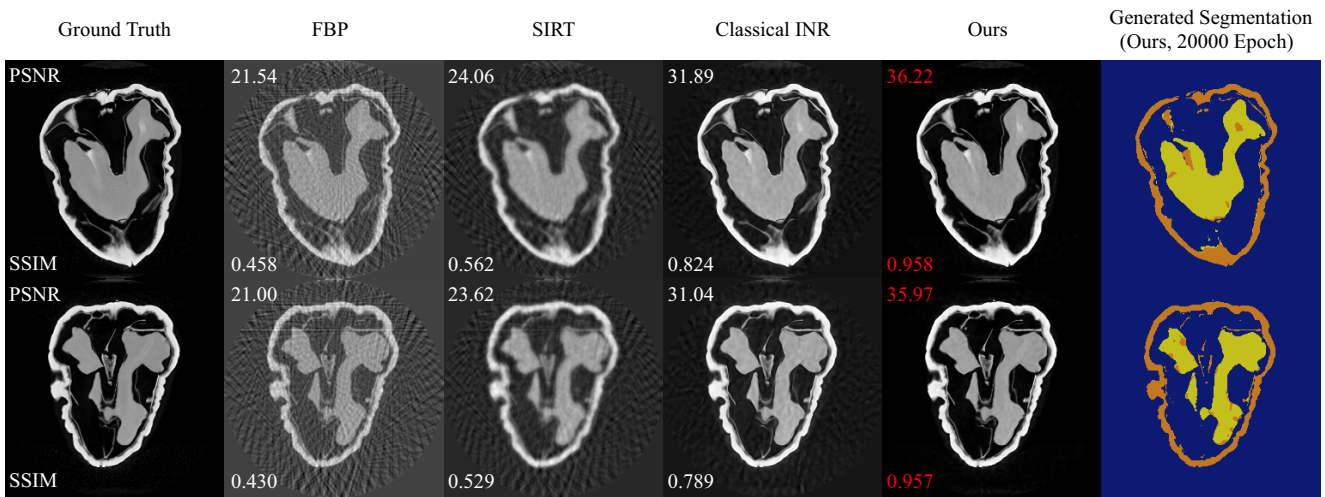 Ground Truth FBP SIRT Classical INR Ours Generated Segmentation
(Ours, 20000 Epoch)
PSNR 21.54 24.06 31.89 36.22
SSIM 0.458 0.562 0.824 0.958
PSNR 21.00 23.62 31.04 35.97
SSIM 0.430 0.529 0.789 0.957